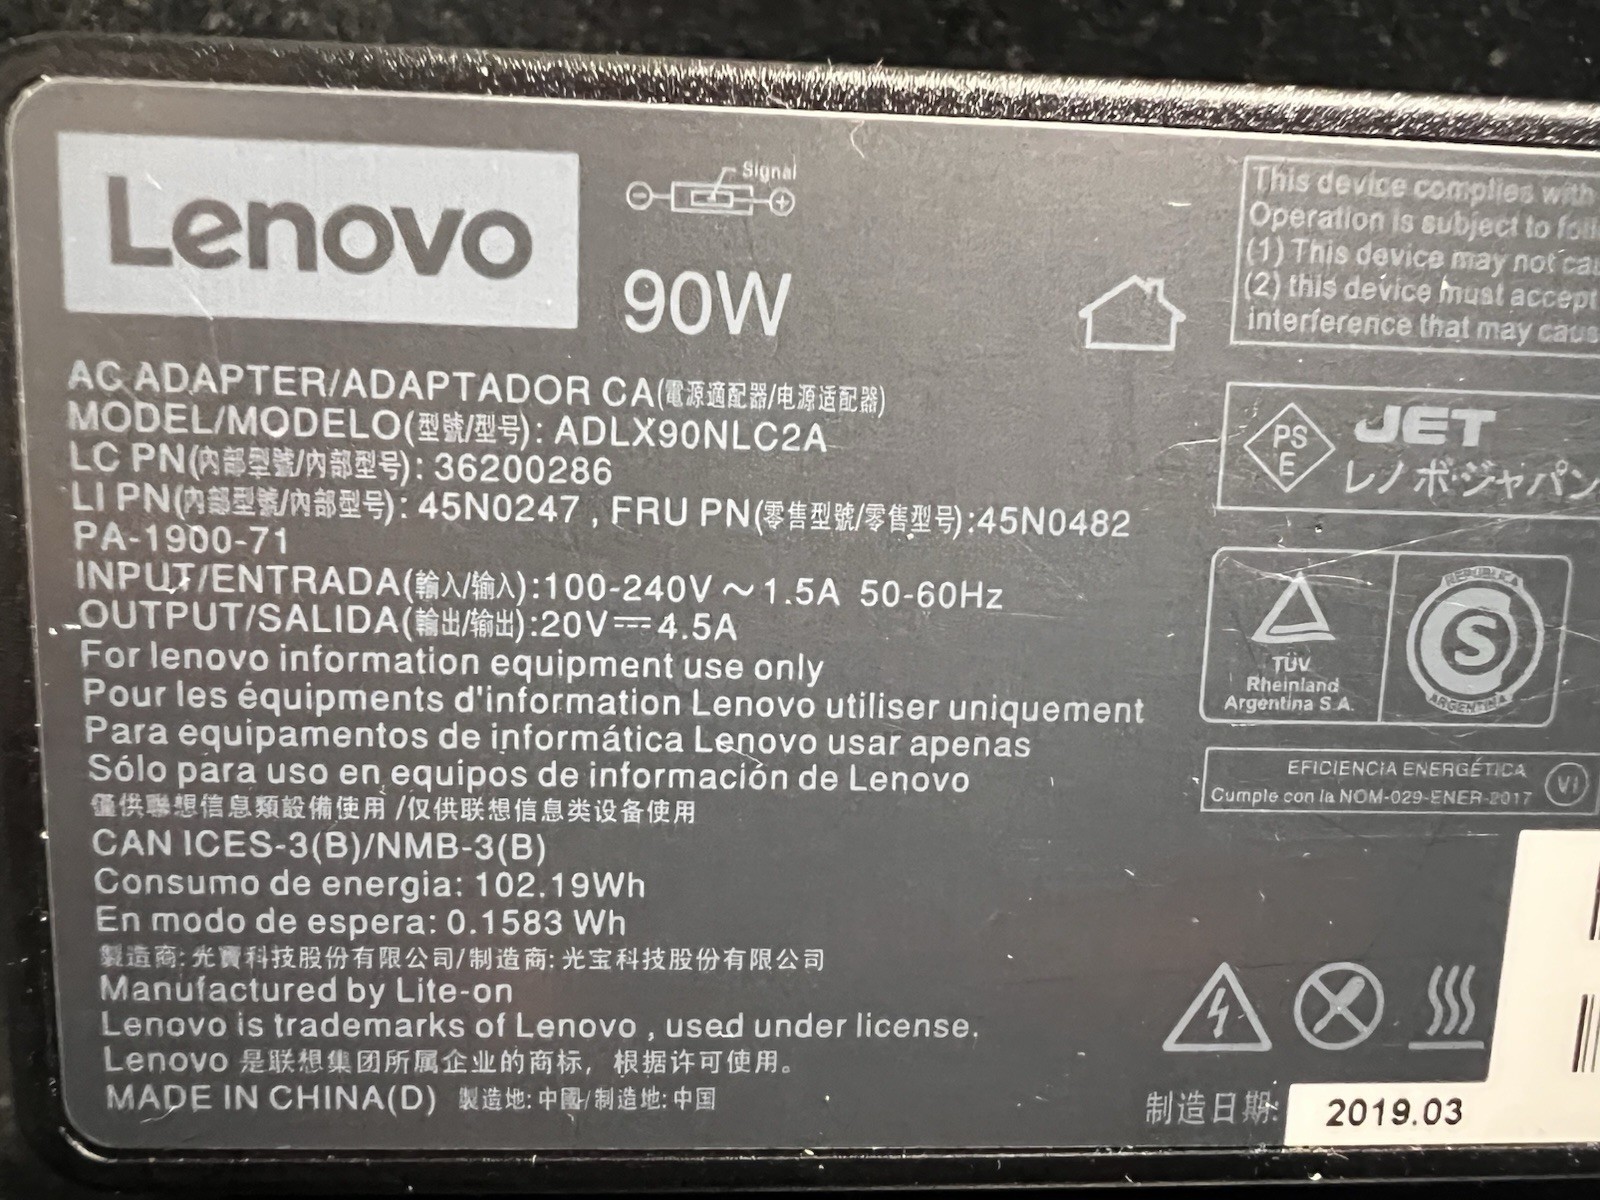 Lenovo
Signal
90W
AC ADAPTER/ADAPTADOR CA(電源適配器/电源适配器)
MODEL/MODELO(型號/型号): ADLX90NLC2A
LC PN(內部型號/內部型号): 36200286
LI PN(內部型號/內部型号): 45N0247 , FRU PN(零售型號/零售型号):45N0482
PA-1900-71
INPUT/ENTRADA(輸入/输入):100-240V ~ 1.5A 50-60Hz
OUTPUT/SALIDA(輸出/输出):20V⎓4.5A
For lenovo information equipment use only
Pour les équipments d'information Lenovo utiliser uniquement
Para equipamentos de informática Lenovo usar apenas
Sólo para uso en equipos de información de Lenovo
僅供聯想信息類設備使用 /仅供联想信息类设备使用
CAN ICES-3(B)/NMB-3(B)
Consumo de energia: 102.19Wh
En modo de espera: 0.1583 Wh
製造商: 光寶科技股份有限公司/制造商: 光宝科技股份有限公司
Manufactured by Lite-on
Lenovo is trademarks of Lenovo , used under license.
Lenovo 是联想集团所属企业的商标，根据许可使用。
MADE IN CHINA(D) 製造地: 中國/制造地: 中国
This device complies with
Operation is subject to
(1) This device may not
(2) this device must accept
interference that may
PS
E
JET
レノボ・ジャパン
TÜV
Rheinland
Argentina S.A.
REPUBLICA
S
ARGENTINA
EFICIENCIA ENERGÉTICA
Cumple con la NOM-029-ENER-2017
VI
制造日期: 2019.03